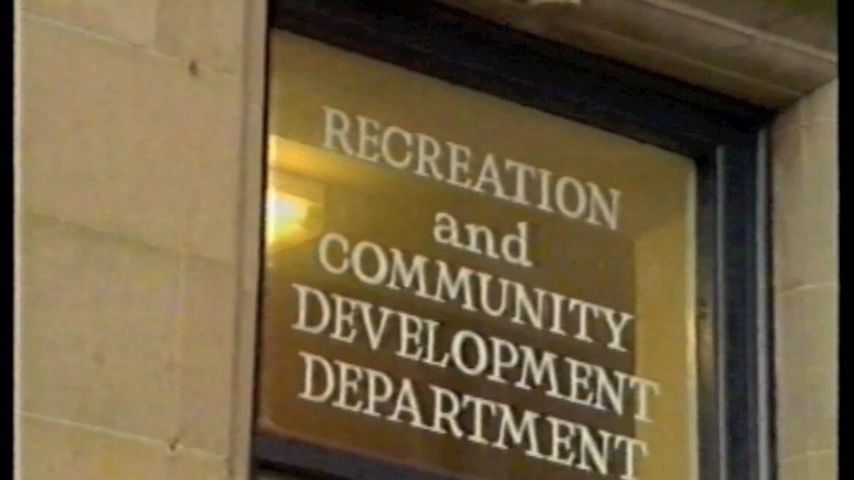 RECREATION
and
COMMUNITY
DEVELOPMENT
DEPARTMENT